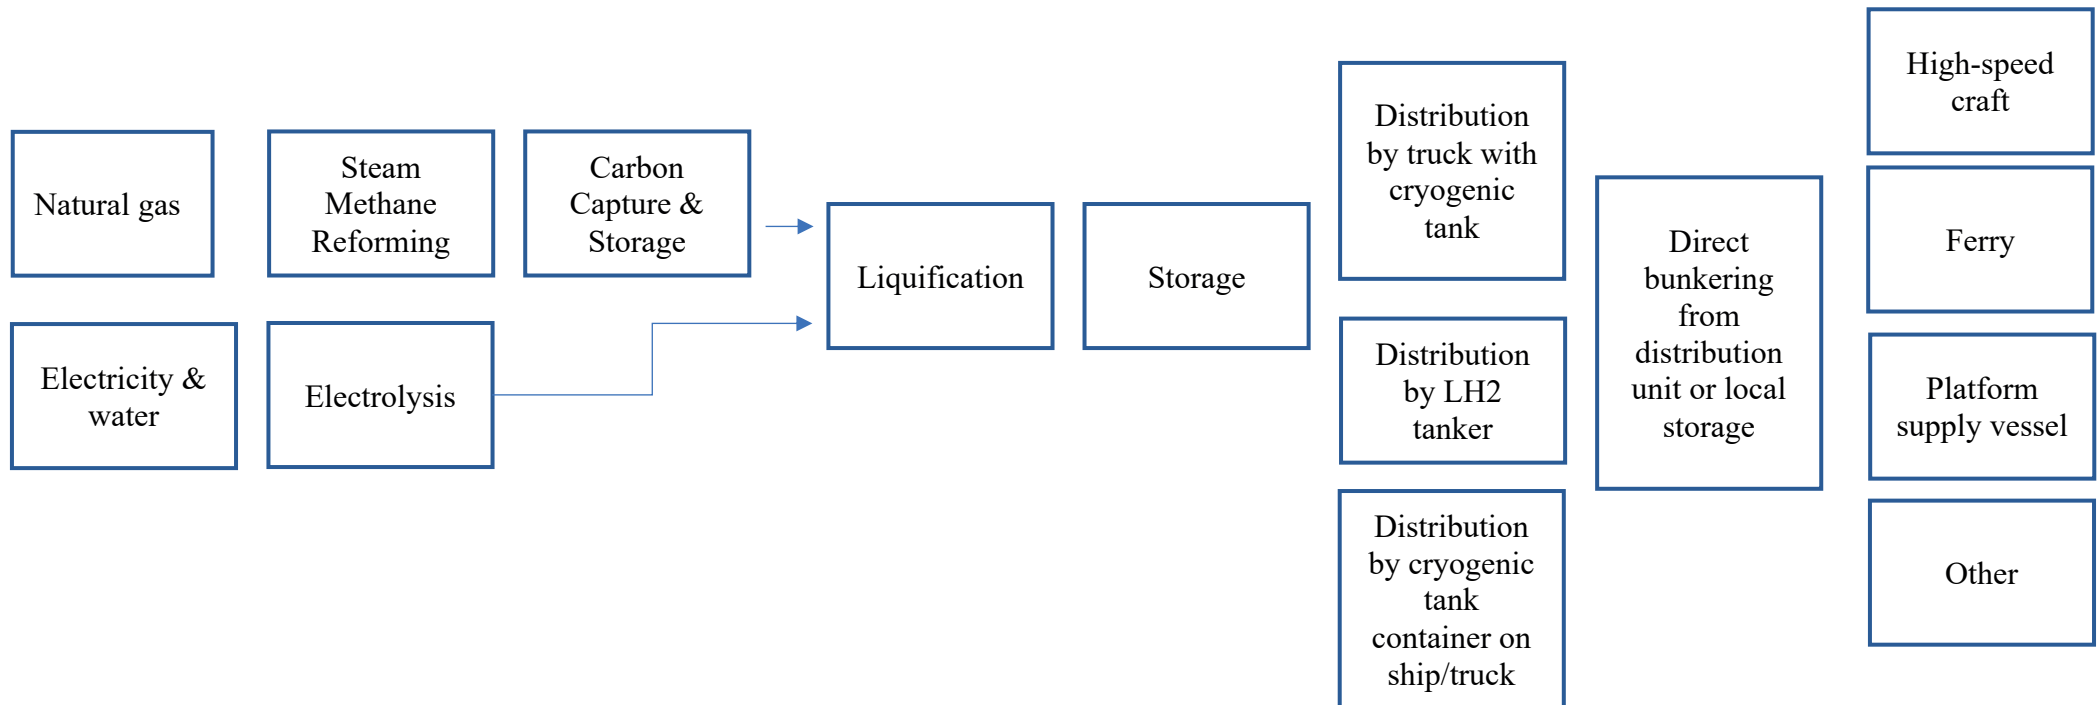 Natural gas
Steam
Methane
Reforming
Carbon
Capture &
Storage
Electricity &
water
Electrolysis
Liquification
Storage
Distribution
by truck with
cryogenic
tank
Distribution
by LH2
tanker
Distribution
by cryogenic
tank
container on
ship/truck
Direct
bunkering
from
distribution
unit or local
storage
High-speed
craft
Ferry
Platform
supply vessel
Other